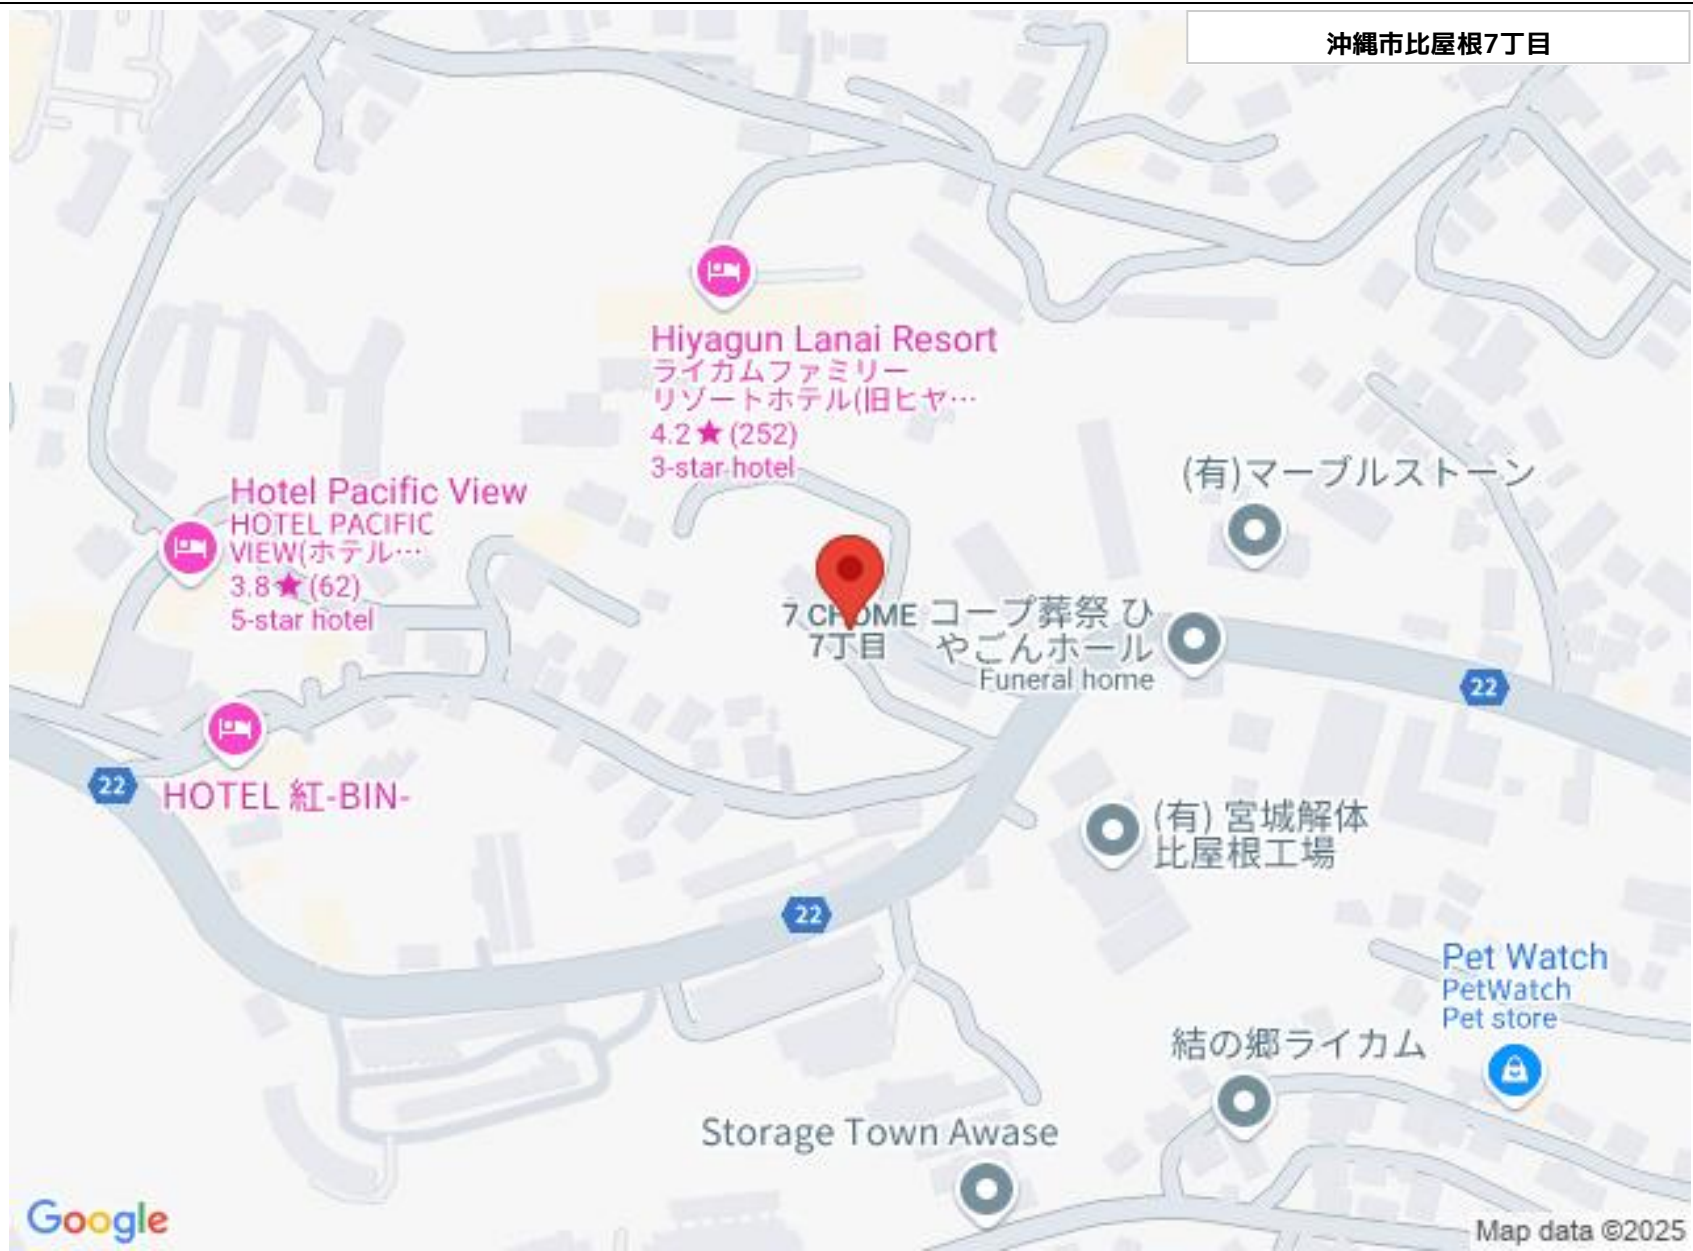 沖縄市比屋根7丁目
Hiyagun Lanai Resort
ライカムファミリー
リゾートホテル(旧ヒヤ…
4.2★(252)
3-star hotel
(有)マーブルストーン
Hotel Pacific View
HOTEL PACIFIC
VIEW(ホテル…
3.8★(62)
5-star hotel
7 CHOME
7丁目
コープ葬祭 ひ
やごんホール
Funeral home
22
22
HOTEL 紅-BIN-
(有) 宮城解体
比屋根工場
22
Pet Watch
PetWatch
Pet store
結の郷ライカム
Storage Town Awase
Google
Map data ©2025